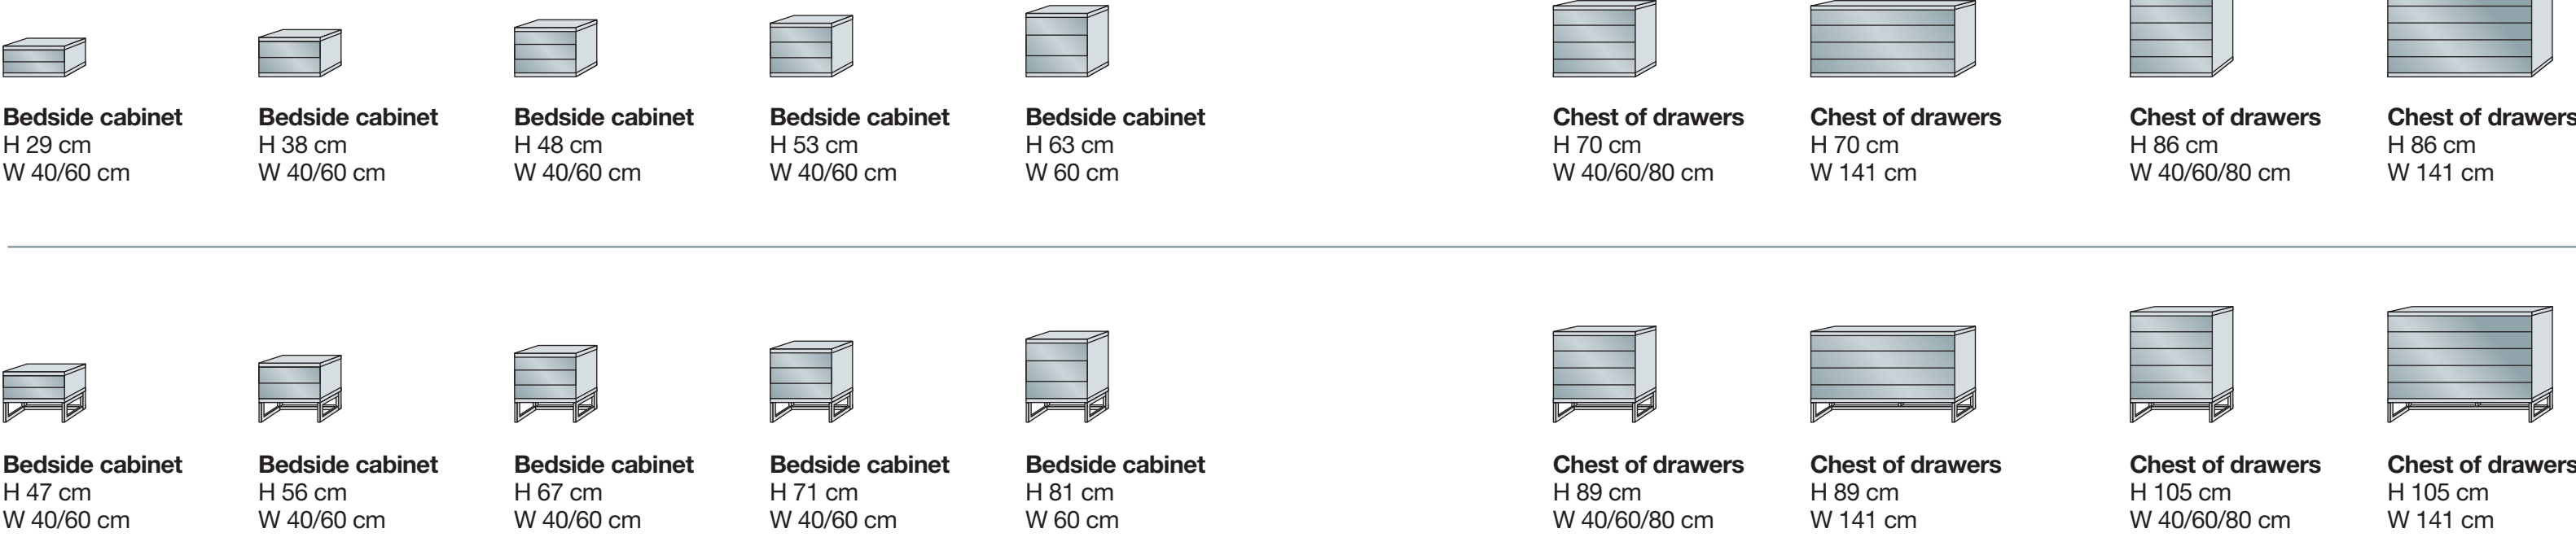 Bedside cabinet
H 29 cm
W 40/60 cm
Bedside cabinet
H 38 cm
W 40/60 cm
Bedside cabinet
H 48 cm
W 40/60 cm
Bedside cabinet
H 53 cm
W 40/60 cm
Bedside cabinet
H 63 cm
W 60 cm
Chest of drawers
H 70 cm
W 40/60/80 cm
Chest of drawers
H 70 cm
W 141 cm
Chest of drawers
H 86 cm
W 40/60/80 cm
Chest of drawers
H 86 cm
W 141 cm
Bedside cabinet
H 47 cm
W 40/60 cm
Bedside cabinet
H 56 cm
W 40/60 cm
Bedside cabinet
H 67 cm
W 40/60 cm
Bedside cabinet
H 71 cm
W 40/60 cm
Bedside cabinet
H 81 cm
W 60 cm
Chest of drawers
H 89 cm
W 40/60/80 cm
Chest of drawers
H 89 cm
W 141 cm
Chest of drawers
H 105 cm
W 40/60/80 cm
Chest of drawers
H 105 cm
W 141 cm